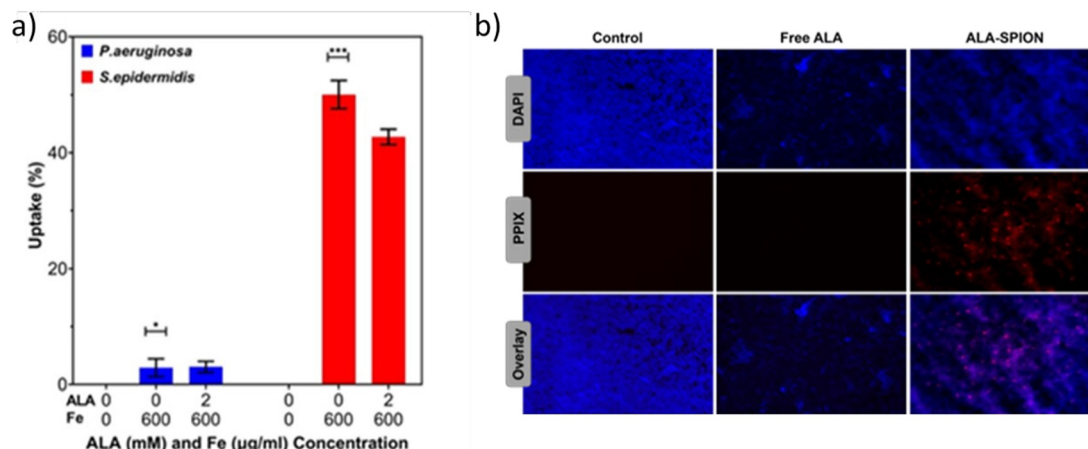 a)
60
P.aeruginosa
S.epidermidis
***
40
Uptake (%)
20
*
0
ALA 0 0 2 0 0 2
Fe 0 600 600 0 600 600
ALA (mM) and Fe (µg/ml) Concentration
b)
Control Free ALA ALA-SPION
DAPI
PPIX
Overlay